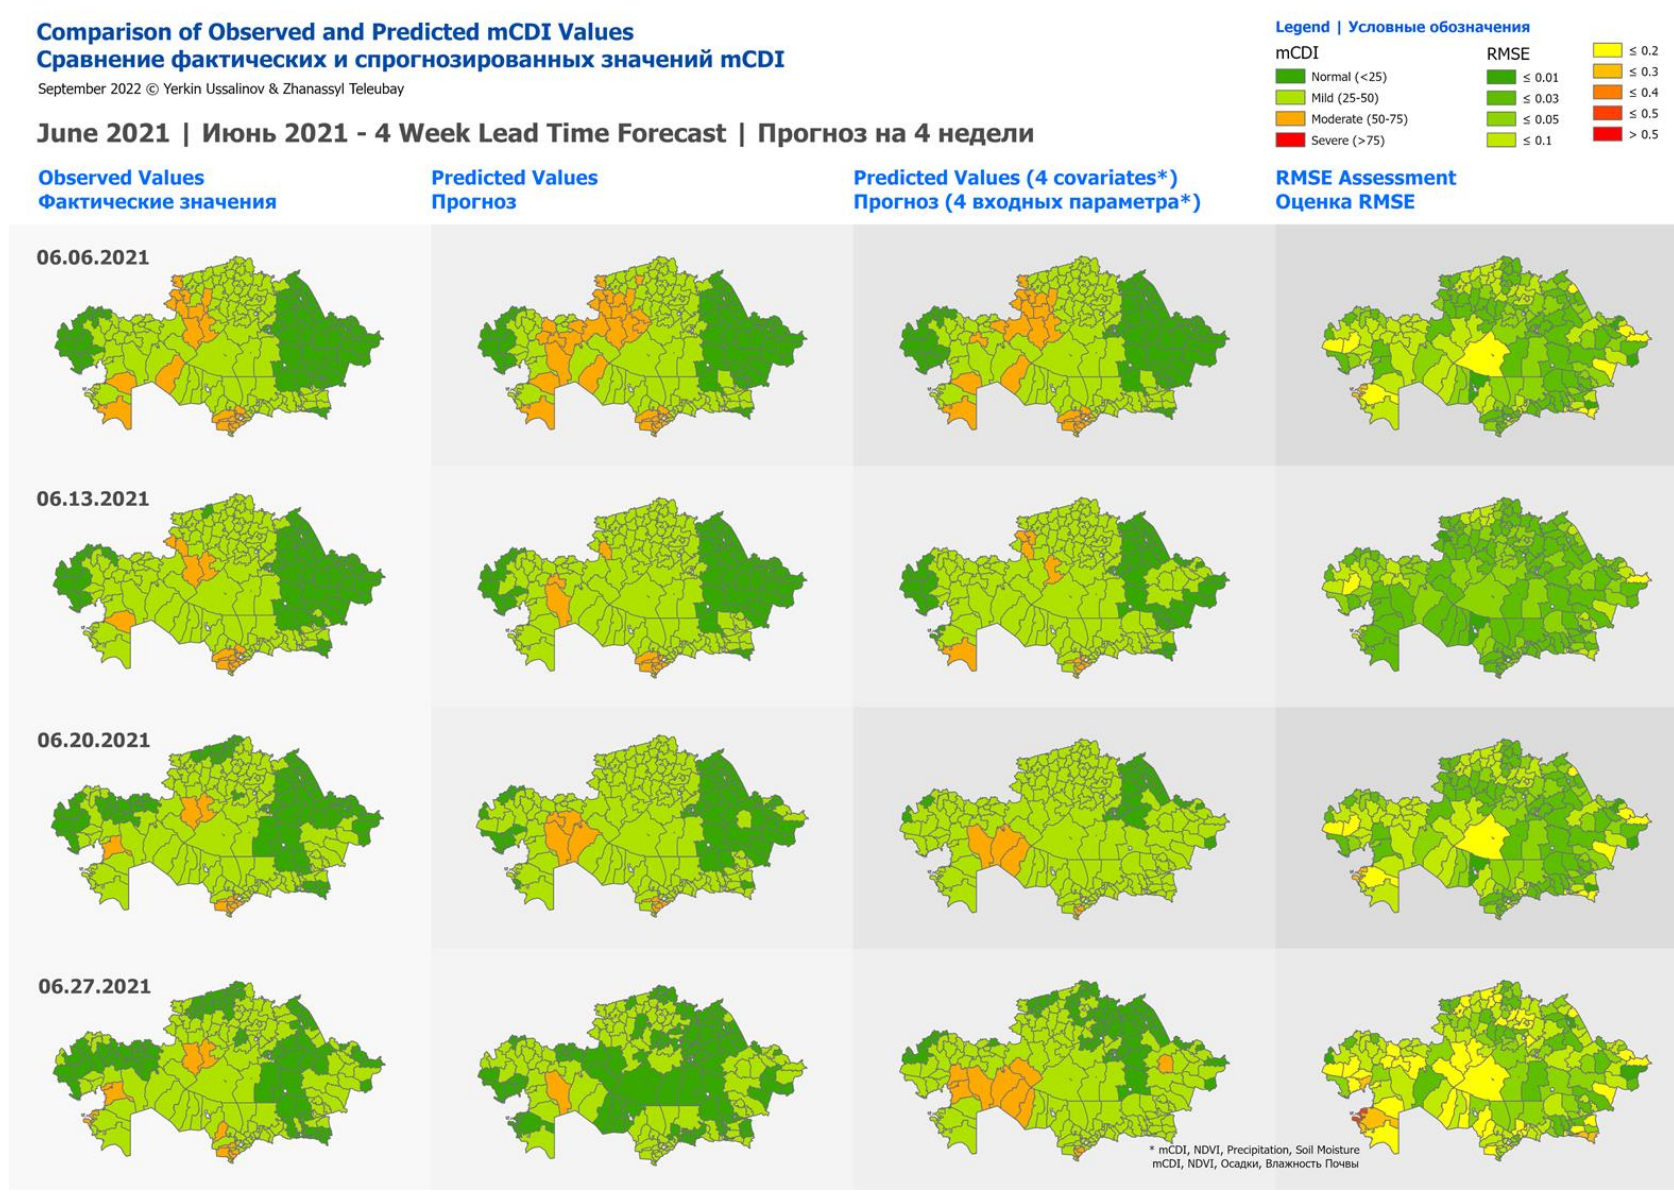 Comparison of Observed and Predicted mCDI Values
Сравнение фактических и спрогнозированных значений mCDI
September 2022 © Yerkin Ussalinov & Zhanassyl Teleubay
June 2021 | Июнь 2021 - 4 Week Lead Time Forecast | Прогноз на 4 недели
Legend | Условные обозначения
mCDI
Normal (<25)
Mild (25-50)
Moderate (50-75)
Severe (>75)
RMSE
≤ 0.01
≤ 0.03
≤ 0.05
≤ 0.1
≤ 0.2
≤ 0.3
≤ 0.4
≤ 0.5
> 0.5
Observed Values
Фактические значения
Predicted Values
Прогноз
Predicted Values (4 covariates*)
Прогноз (4 входных параметра*)
RMSE Assessment
Оценка RMSE
06.06.2021
06.13.2021
06.20.2021
06.27.2021
* mCDI, NDVI, Precipitation, Soil Moisture
mCDI, NDVI, Осадки, Влажность Почвы